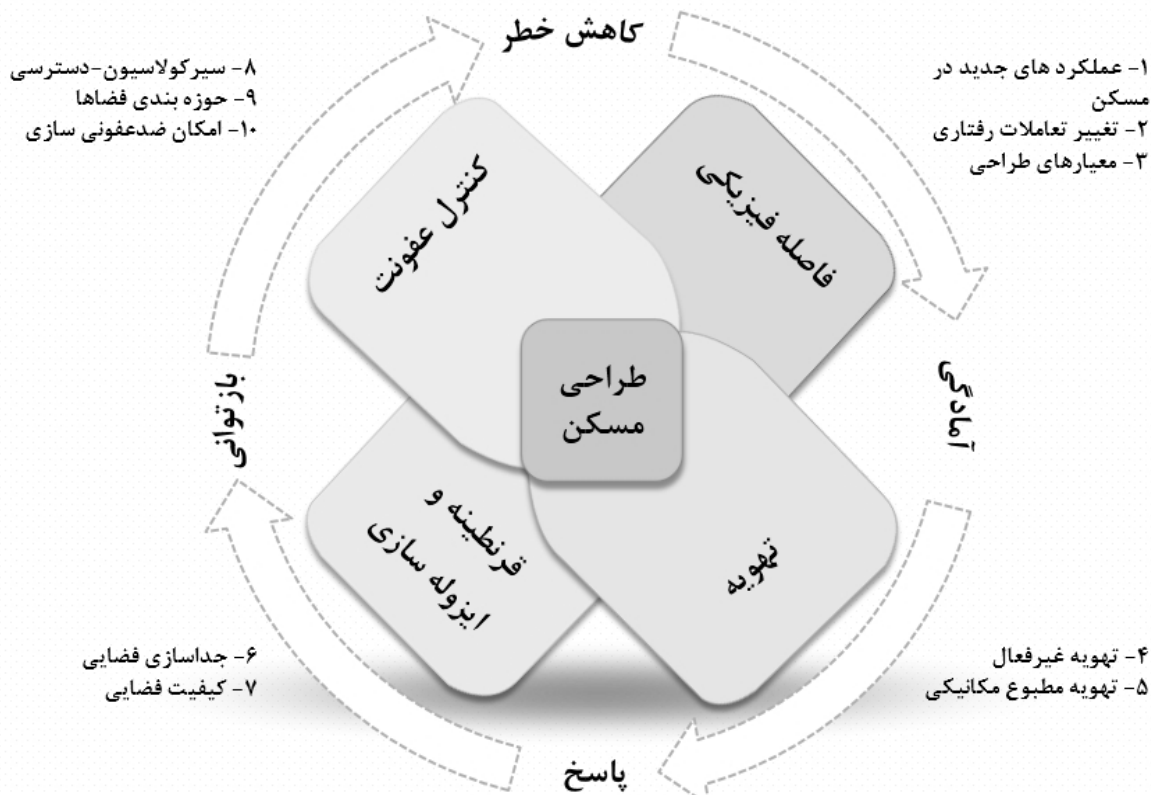 کاهش خطر
۱- عملکرد های جدید در
مسکن
۲- تغییر تعاملات رفتاری
۳- معیارهای طراحی
۸- سیرکولاسیون-دسترسی
۹- حوزه بندی فضاها
۱۰- امکان ضدعفونی سازی
فاصله فیزیکی
کنترل عفونت
طراحی
مسکن
آمادگی
بازتوانی
تهویه
قرنطینه و
ایزوله سازی
۴- تهویه غیرفعال
۵- تهویه مطبوع مکانیکی
۶- جداسازی فضایی
۷- کیفیت فضایی
پاسخ